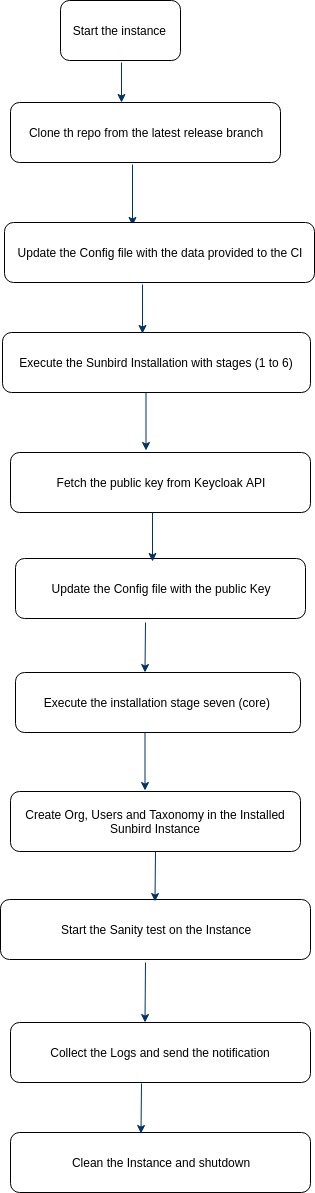 Start the instance
Clone th repo from the latest release branch
Update the Config file with the data provided to the CI
Execute the Sunbird Installation with stages (1 to 6)
Fetch the public key from Keycloak API
Update the Config file with the public Key
Execute the installation stage seven (core)
Create Org, Users and Taxonomy in the Installed
Sunbird Instance
Start the Sanity test on the Instance
Collect the Logs and send the notification
Clean the Instance and shutdown